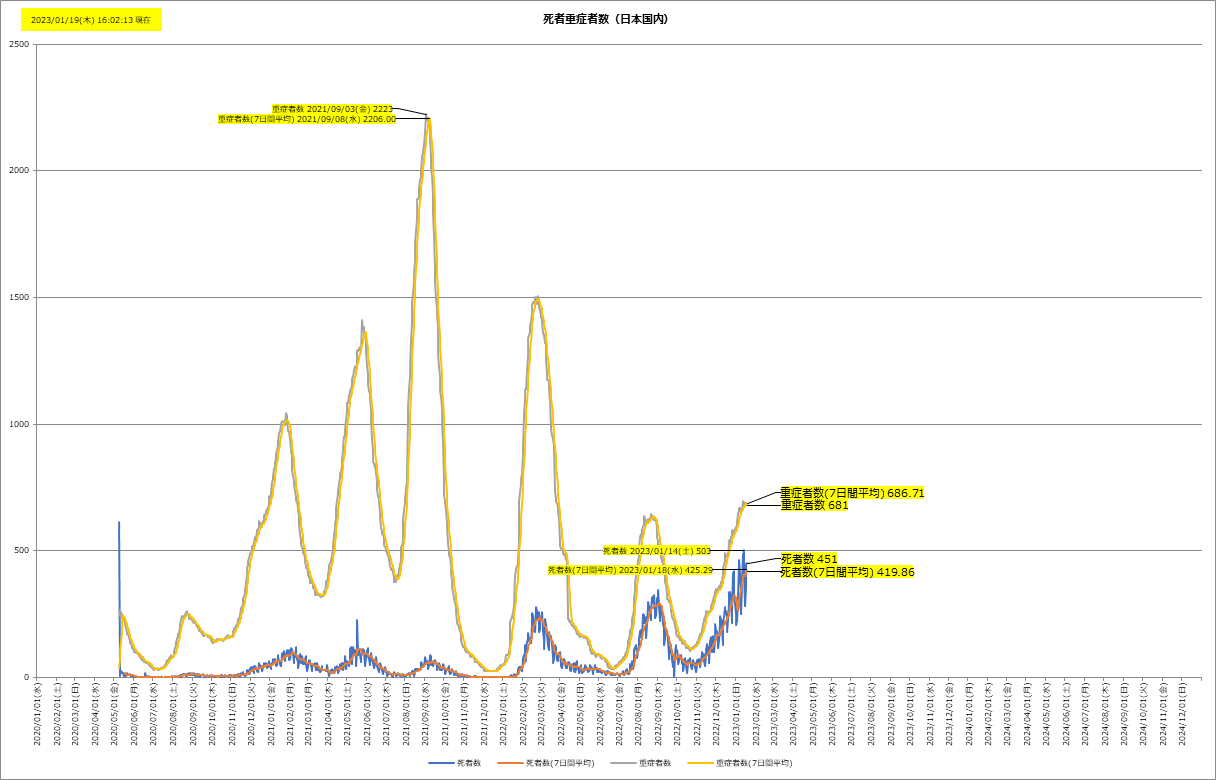 2023/01/19(木) 16:02:13 現在
死者重症者数（日本国内）
2500
2000
1500
1000
500
0
重症者数 2021/09/03(金) 2223
重症者数(7日間平均) 2021/09/08(水) 2206.00
重症者数(7日間平均) 686.71
重症者数 681
死者数 2023/01/14(土) 503
死者数(7日間平均) 2023/01/18(水) 425.29
死者数 451
死者数(7日間平均) 419.86
2020/01/01(水)
2020/02/01(土)
2020/03/01(日)
2020/04/01(水)
2020/05/01(金)
2020/06/01(月)
2020/07/01(水)
2020/08/01(土)
2020/09/01(火)
2020/10/01(木)
2020/11/01(日)
2020/12/01(火)
2021/01/01(金)
2021/02/01(月)
2021/03/01(月)
2021/04/01(木)
2021/05/01(土)
2021/06/01(火)
2021/07/01(木)
2021/08/01(日)
2021/09/01(水)
2021/10/01(金)
2021/11/01(月)
2021/12/01(水)
2022/01/01(土)
2022/02/01(火)
2022/03/01(火)
2022/04/01(金)
2022/05/01(日)
2022/06/01(水)
2022/07/01(金)
2022/08/01(月)
2022/09/01(木)
2022/10/01(土)
2022/11/01(火)
2022/12/01(木)
2023/01/01(日)
2023/02/01(水)
2023/03/01(水)
2023/04/01(土)
2023/05/01(月)
2023/06/01(木)
2023/07/01(土)
2023/08/01(火)
2023/09/01(金)
2023/10/01(日)
2023/11/01(水)
2023/12/01(金)
2024/01/01(月)
2024/02/01(木)
2024/03/01(金)
2024/04/01(月)
2024/05/01(水)
2024/06/01(土)
2024/07/01(月)
2024/08/01(木)
2024/09/01(日)
2024/10/01(火)
2024/11/01(金)
2024/12/01(日)
死者数
死者数(7日間平均)
重症者数
重症者数(7日間平均)